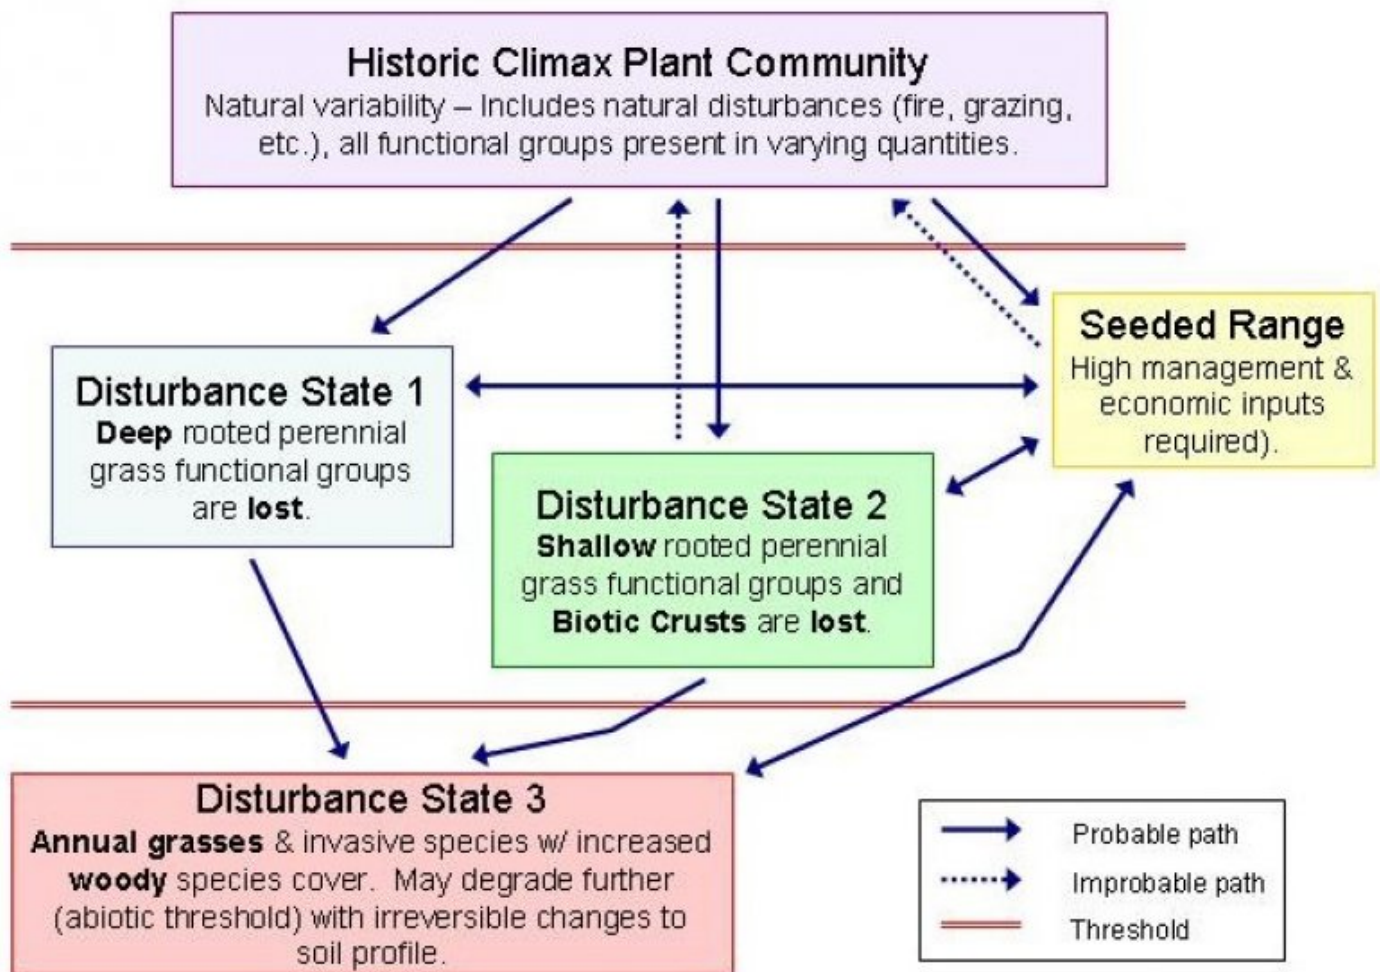 Historic Climax Plant Community
Natural variability – Includes natural disturbances (fire, grazing,
etc.), all functional groups present in varying quantities.
Seeded Range
High management &
economic inputs
required).
Disturbance State 1
Deep rooted perennial
grass functional groups
are lost.
Disturbance State 2
Shallow rooted perennial
grass functional groups and
Biotic Crusts are lost.
Disturbance State 3
Annual grasses & invasive species w/ increased
woody species cover.  May degrade further
(abiotic threshold) with irreversible changes to
soil profile.
Probable path
Improbable path
Threshold